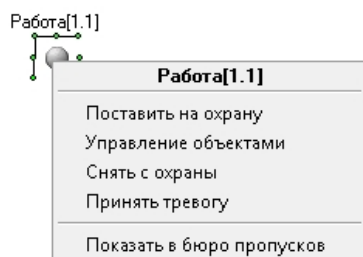 Работа[1.1]
Работа[1.1]
Поставить на охрану
Управление объектами
Снять с охраны
Принять тревогу
Показать в бюро пропусков